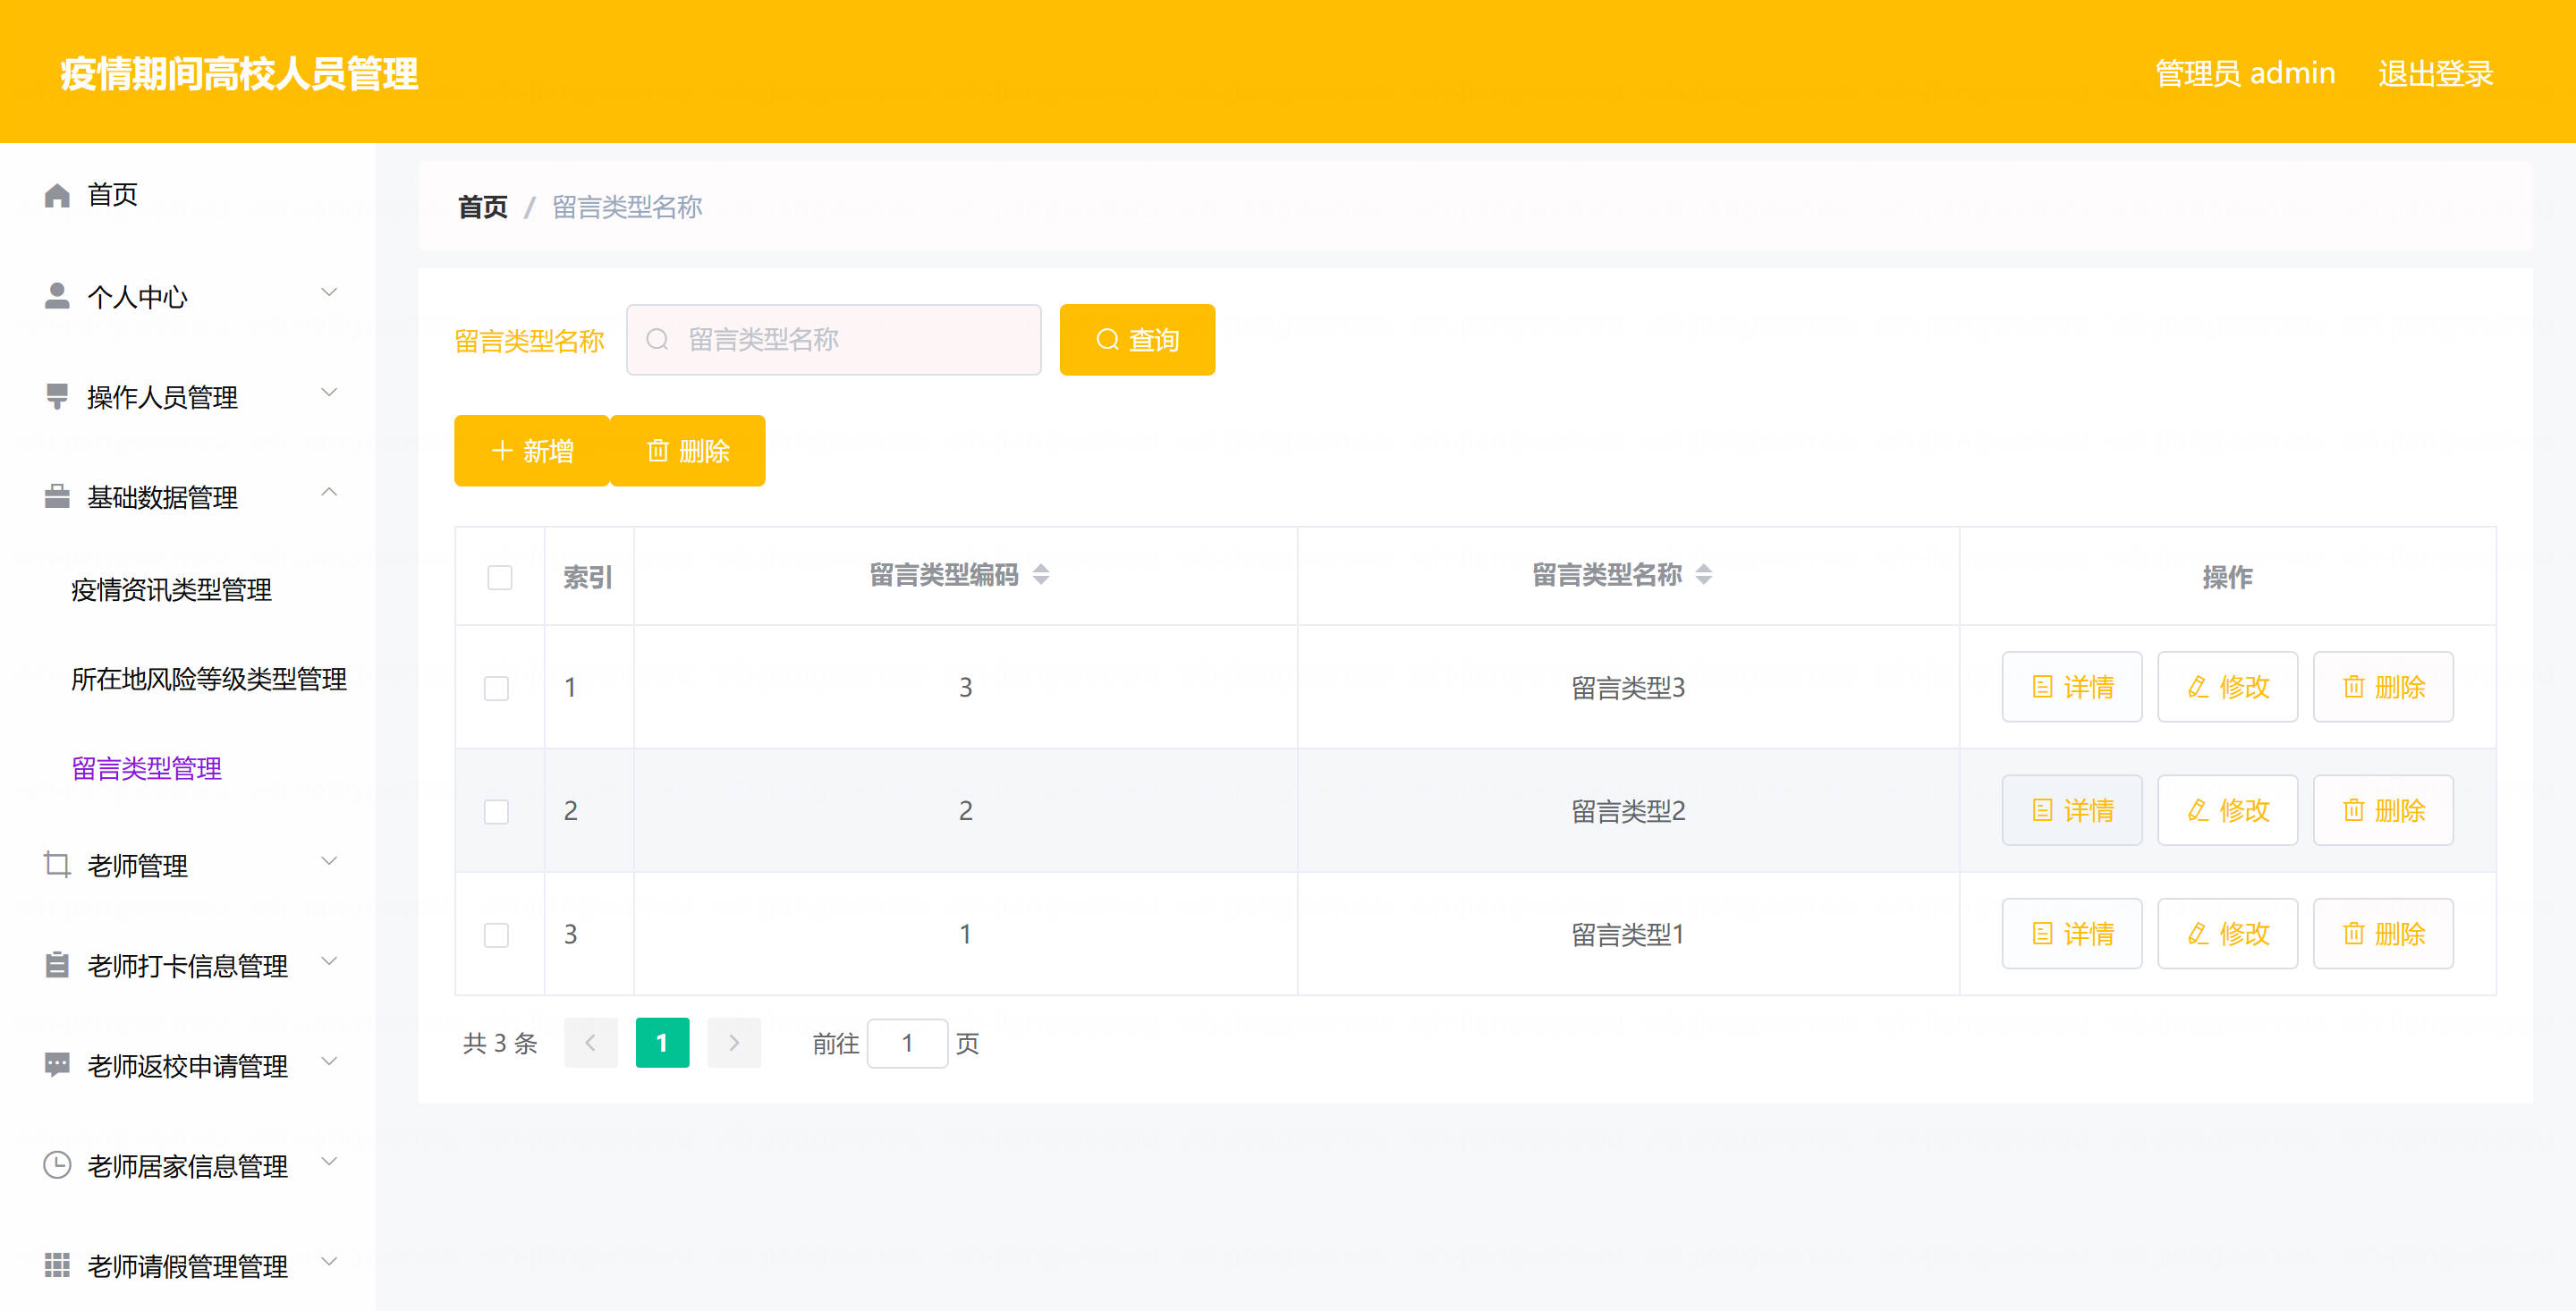 疫情期间高校人员管理
管理员 admin 退出登录
首页
个人中心
操作人员管理
基础数据管理
疫情资讯类型管理
所在地风险等级类型管理
留言类型管理
老师管理
老师打卡信息管理
老师返校申请管理
老师居家信息管理
老师请假管理管理
首页 / 留言类型名称
留言类型名称 留言类型名称 查询
新增 删除
索引 留言类型编码 留言类型名称 操作
1 3 留言类型3 详情 修改 删除
2 2 留言类型2 详情 修改 删除
3 1 留言类型1 详情 修改 删除
共 3 条 1 前往 1 页